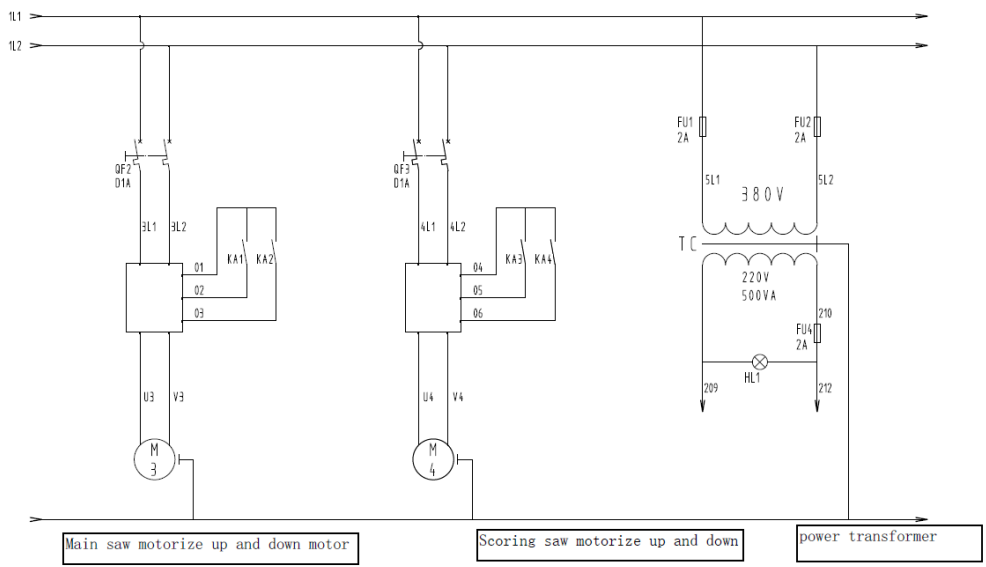 1L1
1L2
FU1
2A
FU2
2A
QF2
D1A
QF3
D1A
5L1
5L2
380V
3L1
3L2
4L1
4L2
TC
KA1
KA2
KA3
KA4
01
02
03
04
05
06
220V
500VA
210
FU4
2A
HL1
209
212
U3
V3
U4
V4
M
3
M
4
Main saw motorize up and down motor
Scoring saw motorize up and down
power transformer